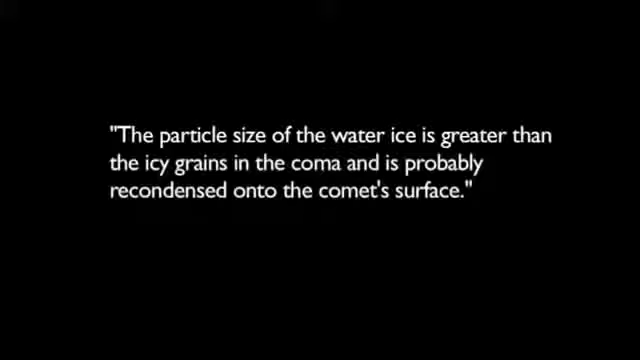 "The particle size of the water ice is greater than
the icy grains in the coma and is probably
recondensed onto the comet's surface."